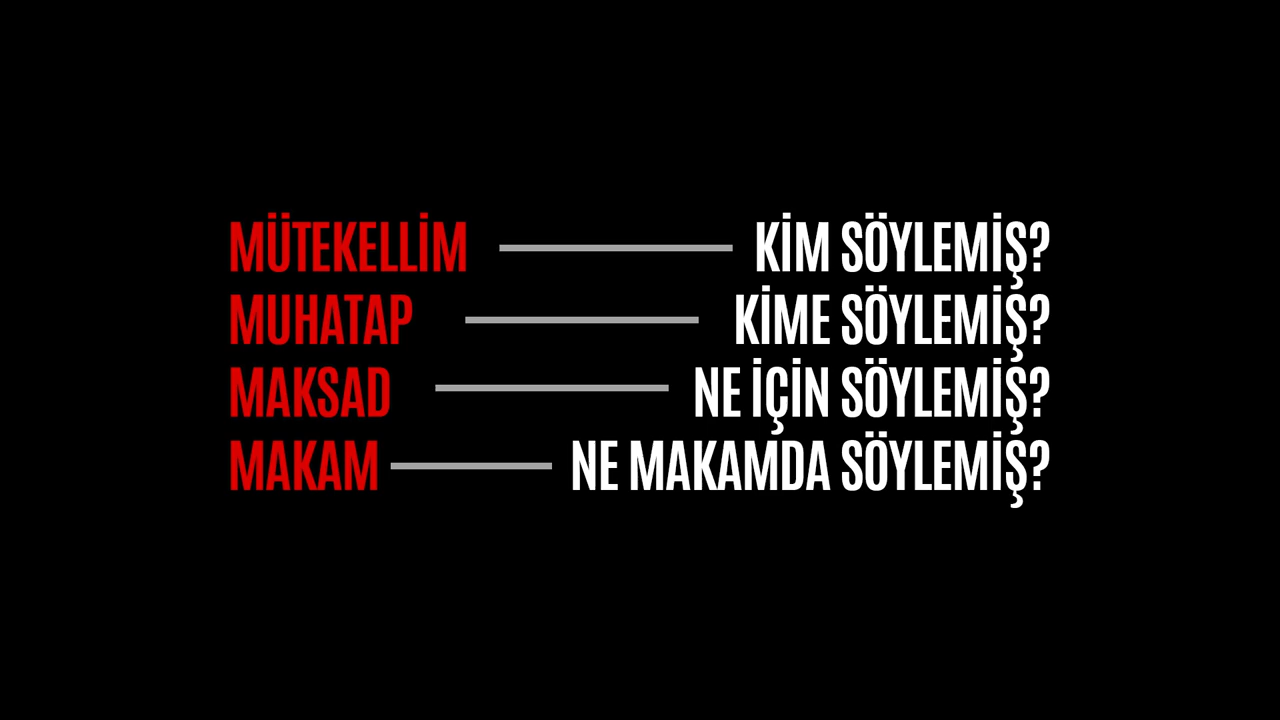 MÜTEKELLİM KİM SÖYLEMİŞ?
MUHATAP KİME SÖYLEMİŞ?
MAKSAD NE İÇİN SÖYLEMİŞ?
MAKAM NE MAKAMDA SÖYLEMİŞ?